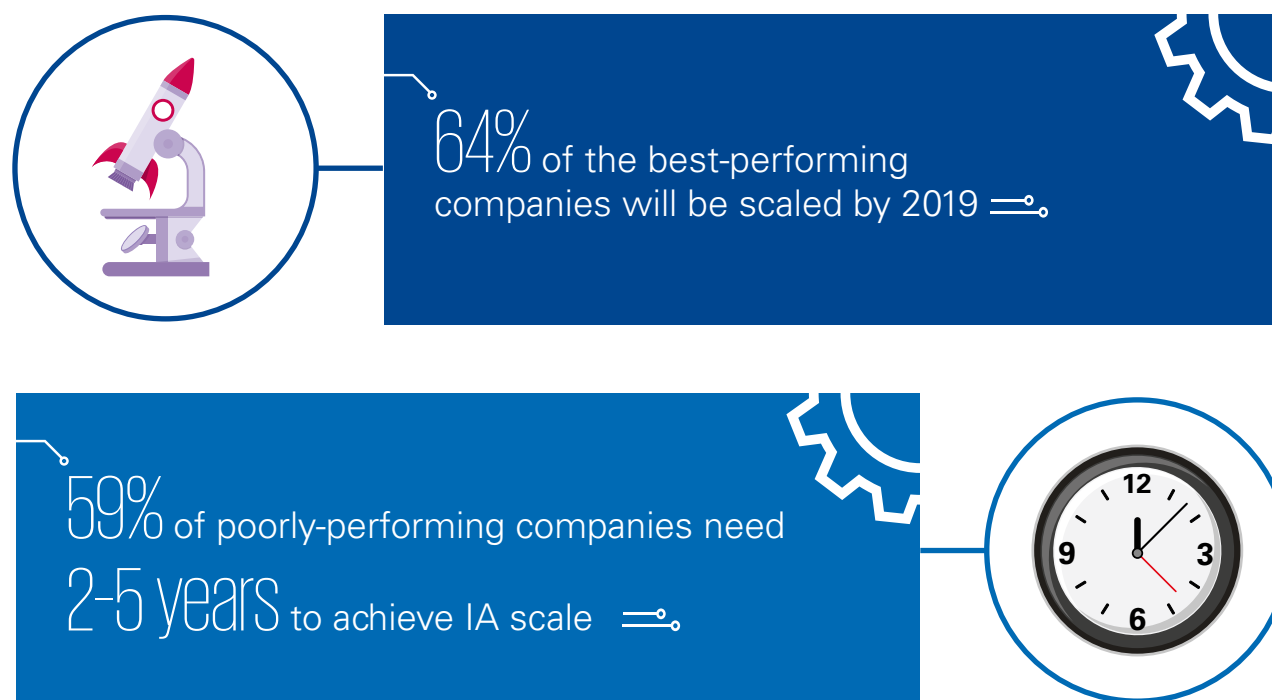 64% of the best-performing
companies will be scaled by 2019
59% of poorly-performing companies need
2-5 years to achieve IA scale
12
9 3
6